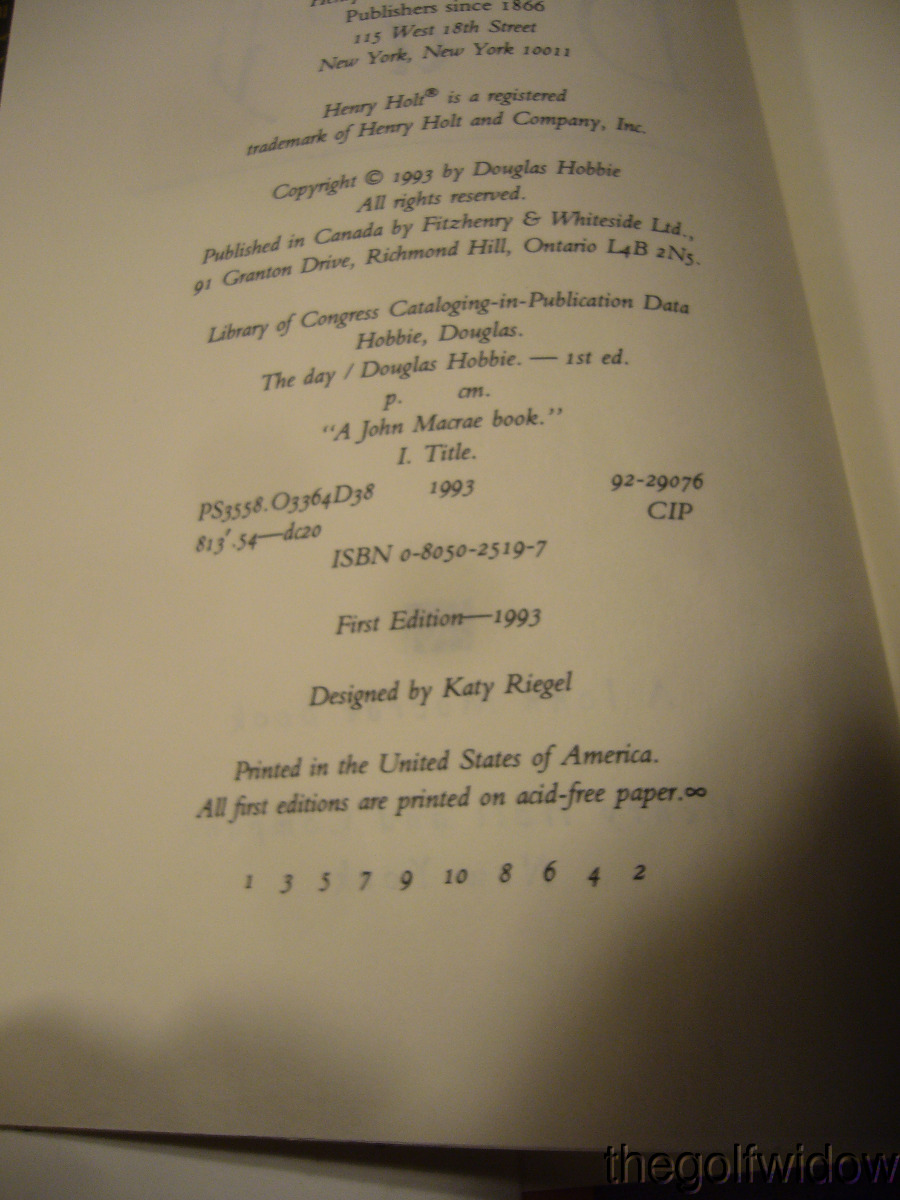 Publishers since 1866
115 West 18th Street
New York, New York 10011
Henry Holt® is a registered
trademark of Henry Holt and Company, Inc.
Copyright © 1993 by Douglas Hobbie
All rights reserved.
Published in Canada by Fitzhenry & Whiteside Ltd.,
91 Granton Drive, Richmond Hill, Ontario L4B 2N5.
Library of Congress Cataloging-in-Publication Data
Hobbie, Douglas.
The day / Douglas Hobbie. — 1st ed.
p. cm.
“A John Macrae book.”
I. Title.
PS3558.O3364D38 1993 92-29076
813′.54—dc20 CIP
ISBN 0-8050-2519-7
First Edition—1993
Designed by Katy Riegel
Printed in the United States of America.
All first editions are printed on acid-free paper.∞
1 3 5 7 9 10 8 6 4 2
thegolfwidow